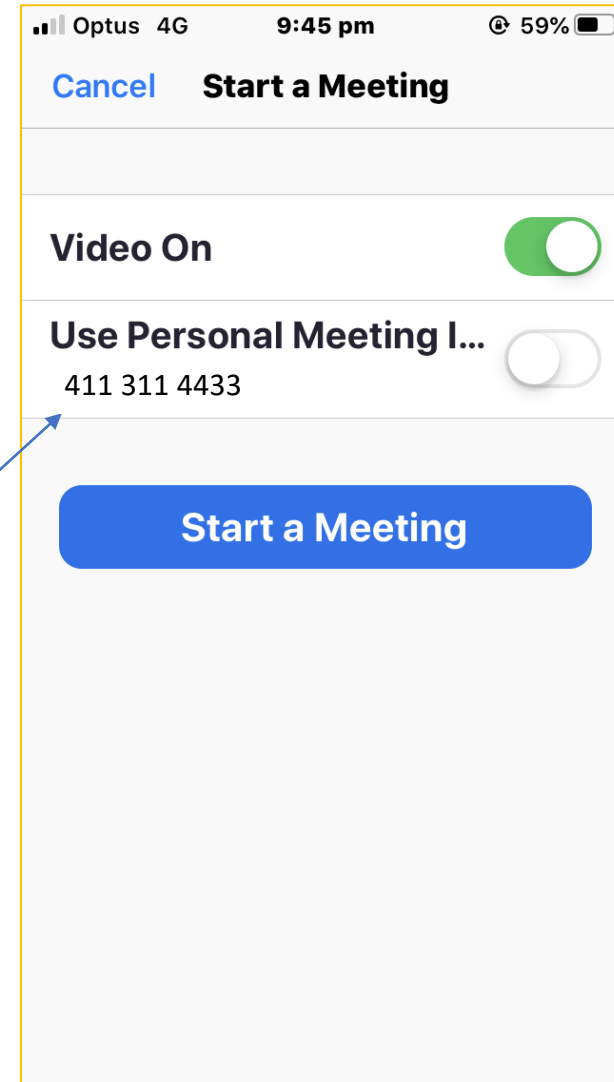 Optus 4G 9:45 pm 59%
Cancel Start a Meeting
Video On
Use Personal Meeting I...
411 311 4433
Start a Meeting